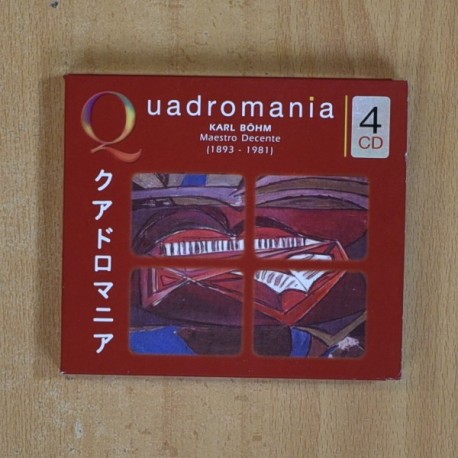 Quadromania
KARL BÖHM
Maestro Decente
(1893 - 1981)
4
CD
クアドロマニア